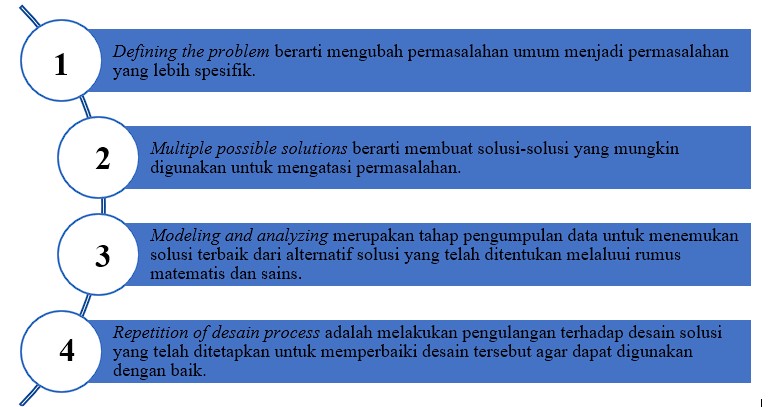 1
Defining the problem berarti mengubah permasalahan umum menjadi permasalahan
yang lebih spesifik.
2
Multiple possible solutions berarti membuat solusi-solusi yang mungkin
digunakan untuk mengatasi permasalahan.
3
Modeling and analyzing merupakan tahap pengumpulan data untuk menemukan
solusi terbaik dari alternatif solusi yang telah ditentukan melaluui rumus
matematis dan sains.
4
Repetition of desain process adalah melakukan pengulangan terhadap desain solusi
yang telah ditetapkan untuk memperbaiki desain tersebut agar dapat digunakan
dengan baik.